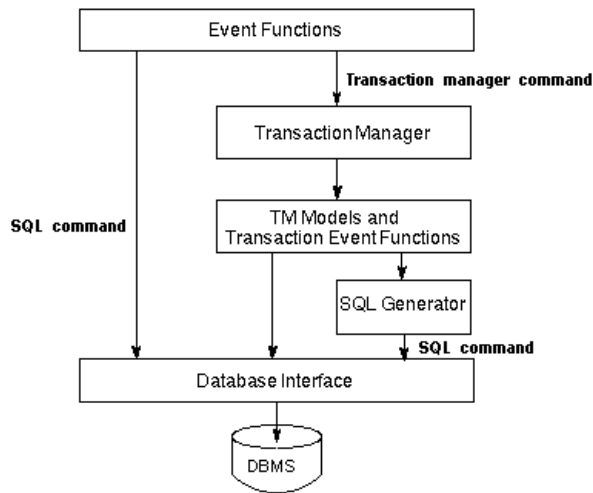 Event Functions
Transaction manager command
Transaction Manager
SQL command
TM Models and
Transaction Event Functions
SQL Generator
SQL command
Database Interface
DBMS